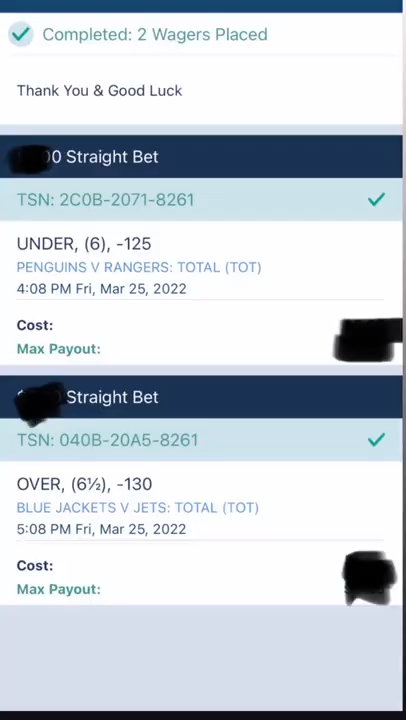 Completed: 2 Wagers Placed
Thank You & Good Luck
Straight Bet
TSN: 2C0B-2071-8261
UNDER, (6), -125
PENGUINS V RANGERS: TOTAL (TOT)
4:08 PM Fri, Mar 25, 2022
Cost:
Max Payout:
Straight Bet
TSN: 040B-20A5-8261
OVER, (6½), -130
BLUE JACKETS V JETS: TOTAL (TOT)
5:08 PM Fri, Mar 25, 2022
Cost:
Max Payout: